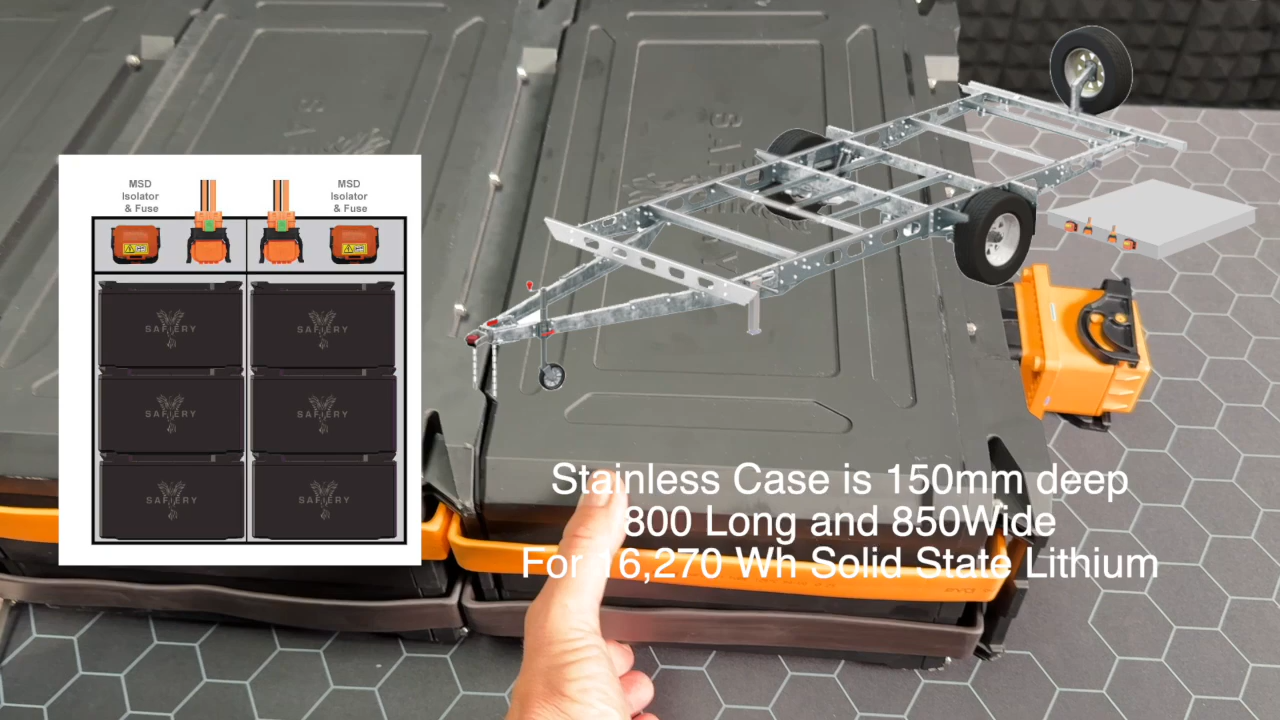 MSD
Isolator
& Fuse
MSD
Isolator
& Fuse
SAFIERY
SAFIERY
SAFIERY
SAFIERY
SAFIERY
SAFIERY
Stainless Case is 150mm deep
800 Long and 850Wide
For 16,270 Wh Solid State Lithium
EVO